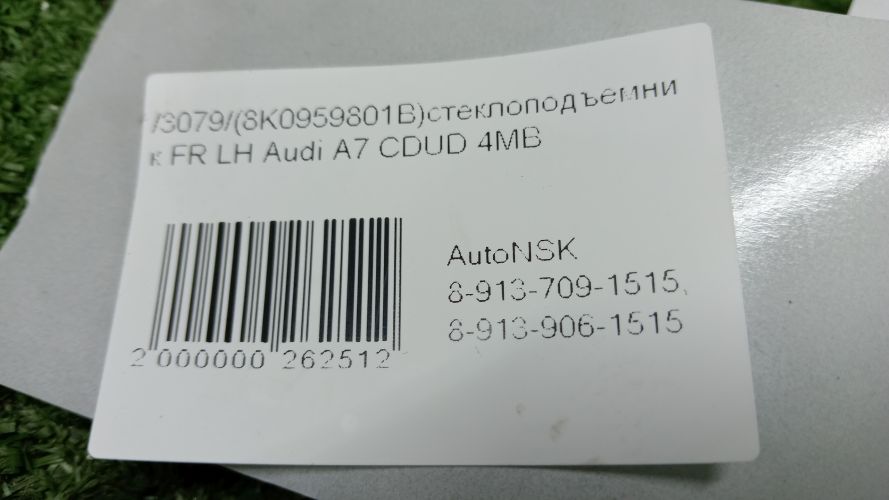 /3079/(8K0959801B)стеклоподъемни
к FR LH Audi A7 CDUD 4MB
AutoNSK
8-913-709-1515,
8-913-906-1515
2 000000 262512